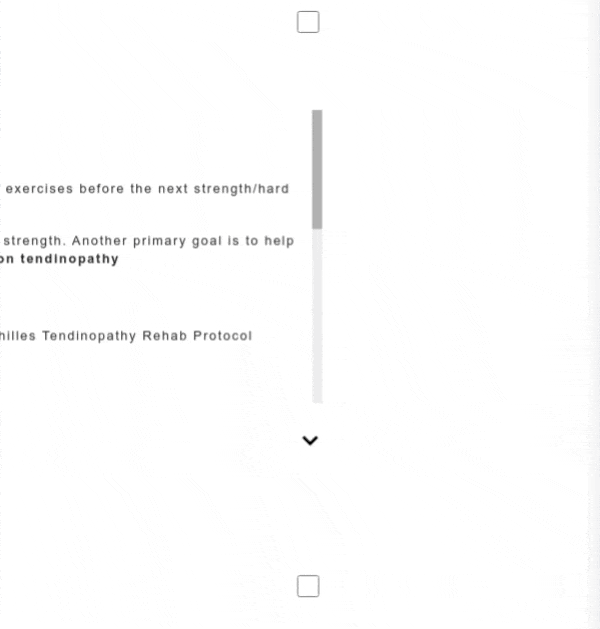 exercises before the next strength/hard
strength. Another primary goal is to help
on tendinopathy
hilles Tendinopathy Rehab Protocol